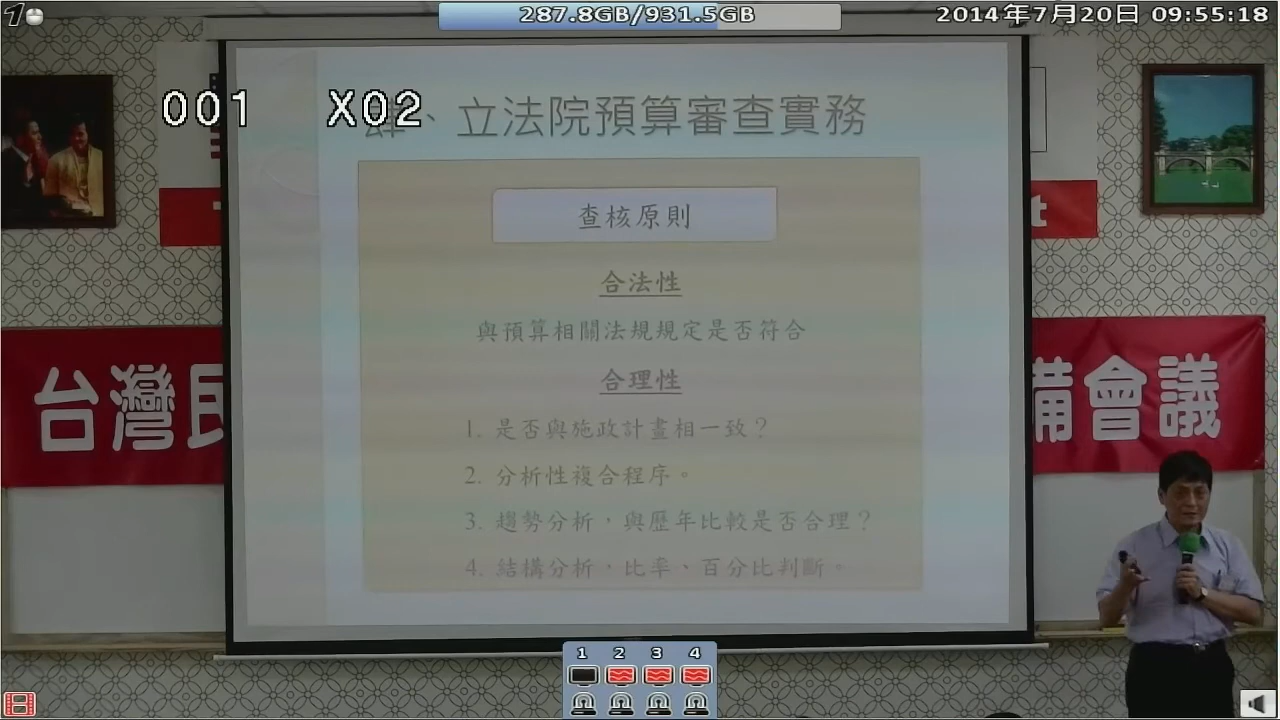 1
287.8GB/931.5GB
2014年7月20日 09:55:18
001 X02
、立法院預算審查實務
查核原則
合法性
與預算相關法規規定是否符合
合理性
1. 是否與施政計畫相一致？
2. 分析性複合程序。
3. 趨勢分析，與歷年比較是否合理？
4. 結構分析，比率、百分比判斷。
t
台灣民
備會議
1 2 3 4